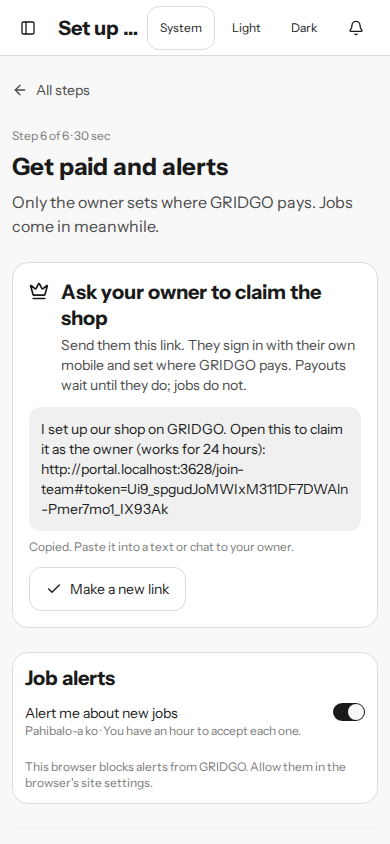 Set up ...
System
Light
Dark
All steps
Step 6 of 6 · 30 sec
Get paid and alerts
Only the owner sets where GRIDGO pays. Jobs
come in meanwhile.
Ask your owner to claim the
shop
Send them this link. They sign in with their own
mobile and set where GRIDGO pays. Payouts
wait until they do; jobs do not.
I set up our shop on GRIDGO. Open this to claim
it as the owner (works for 24 hours):
http://portal.localhost:3628/join-
team#token=Ui9_spgudJoMWIxM311DF7DWAIn
-Pmer7mo1_IX93Ak
Copied. Paste it into a text or chat to your owner.
Make a new link
Job alerts
Alert me about new jobs
Pahibalo-a ko · You have an hour to accept each one.
This browser blocks alerts from GRIDGO. Allow them in the
browser's site settings.